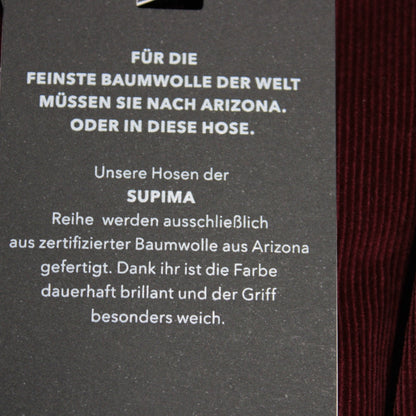 FÜR DIE
FEINSTE BAUMWOLLE DER WELT
MÜSSEN SIE NACH ARIZONA.
ODER IN DIESE HOSE.
Unsere Hosen der
SUPIMA
Reihe werden ausschließlich
aus zertifizierter Baumwolle aus Arizona
gefertigt. Dank ihr ist die Farbe
dauerhaft brillant und der Griff
besonders weich.